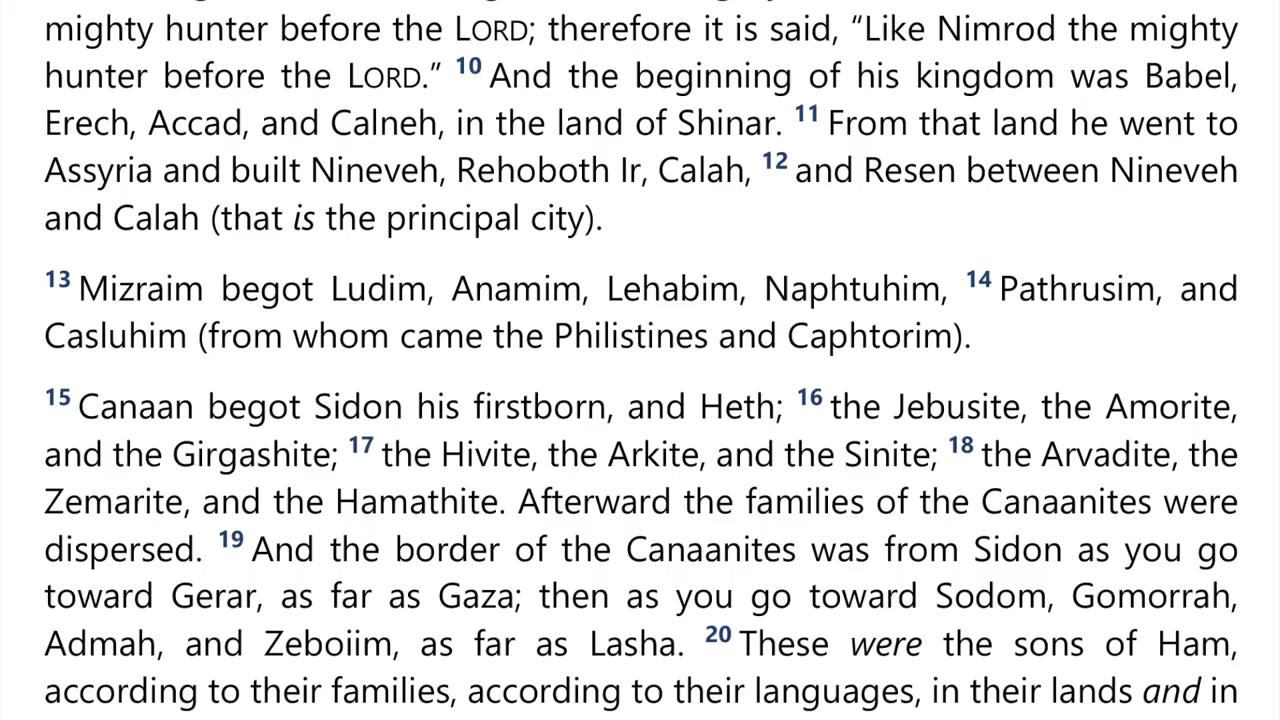 mighty hunter before the LORD; therefore it is said, “Like Nimrod the mighty
hunter before the LORD.” 10 And the beginning of his kingdom was Babel,
Erech, Accad, and Calneh, in the land of Shinar. 11 From that land he went to
Assyria and built Nineveh, Rehoboth Ir, Calah, 12 and Resen between Nineveh
and Calah (that is the principal city).
13 Mizraim begot Ludim, Anamim, Lehabim, Naphtuhim, 14 Pathrusim, and
Casluhim (from whom came the Philistines and Caphtorim).
15 Canaan begot Sidon his firstborn, and Heth; 16 the Jebusite, the Amorite,
and the Girgashite; 17 the Hivite, the Arkite, and the Sinite; 18 the Arvadite, the
Zemarite, and the Hamathite. Afterward the families of the Canaanites were
dispersed. 19 And the border of the Canaanites was from Sidon as you go
toward Gerar, as far as Gaza; then as you go toward Sodom, Gomorrah,
Admah, and Zeboiim, as far as Lasha. 20 These were the sons of Ham,
according to their families, according to their languages, in their lands and in